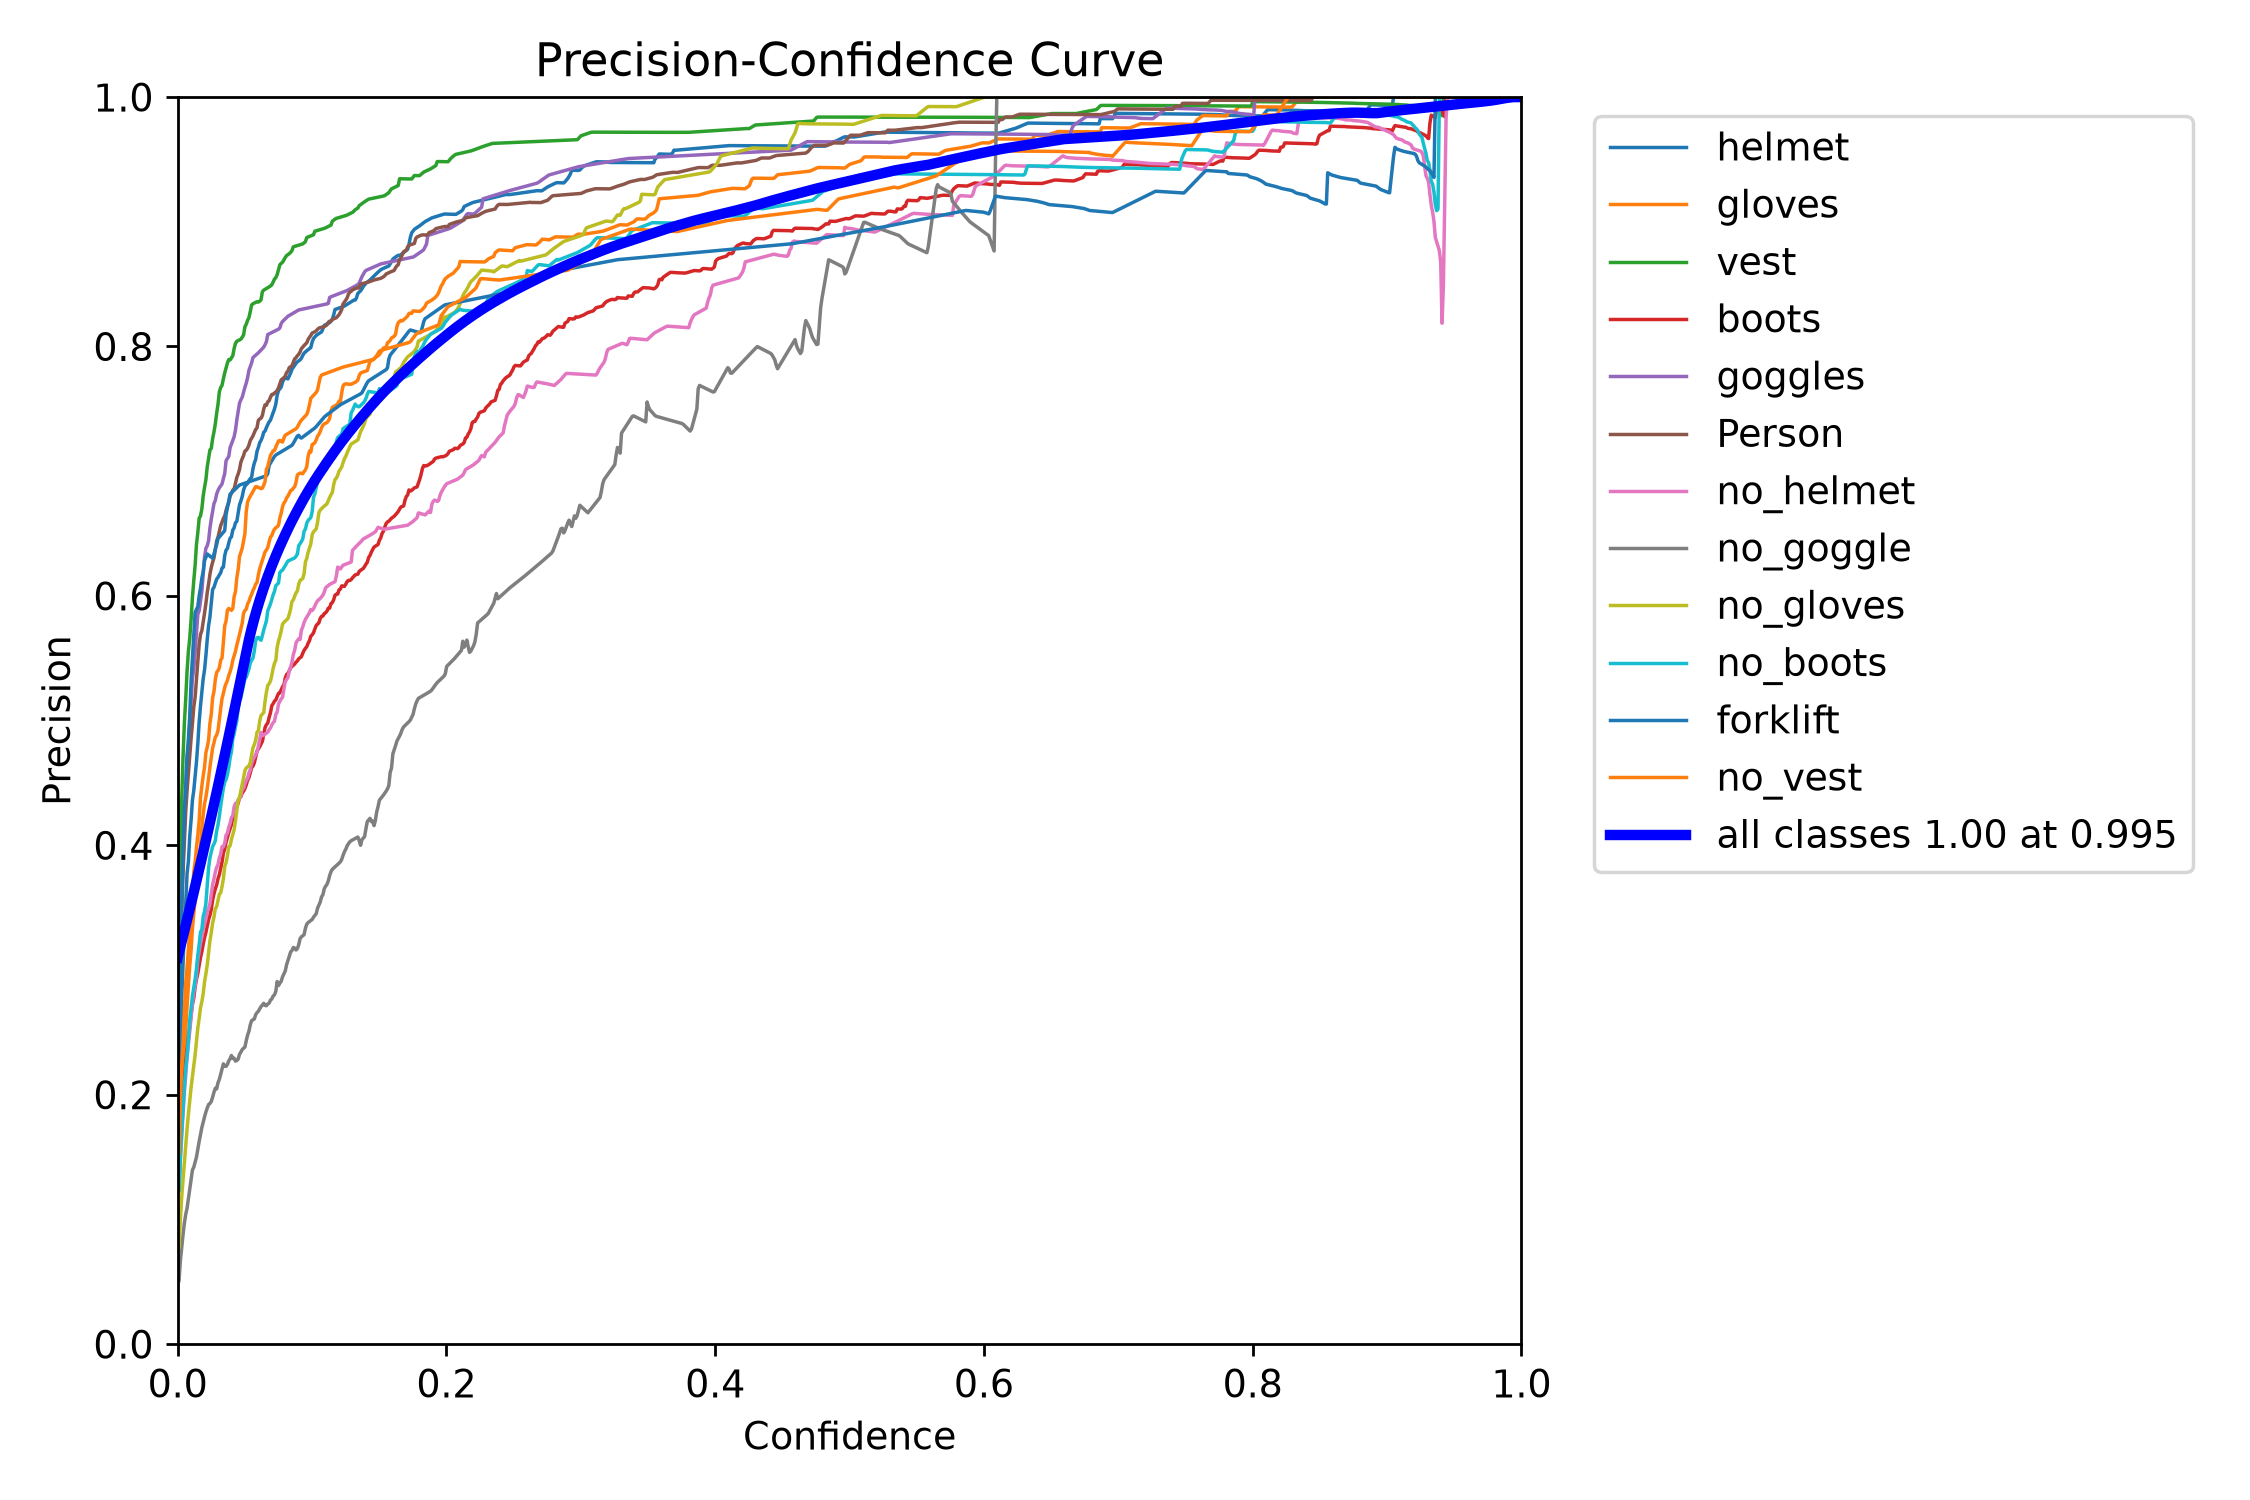 Precision-Confidence Curve
1.0
0.8
0.6
0.4
0.2
0.0
Precision
0.0 0.2 0.4 0.6 0.8 1.0
Confidence
helmet
gloves
vest
boots
goggles
Person
no_helmet
no_goggle
no_gloves
no_boots
forklift
no_vest
all classes 1.00 at 0.995